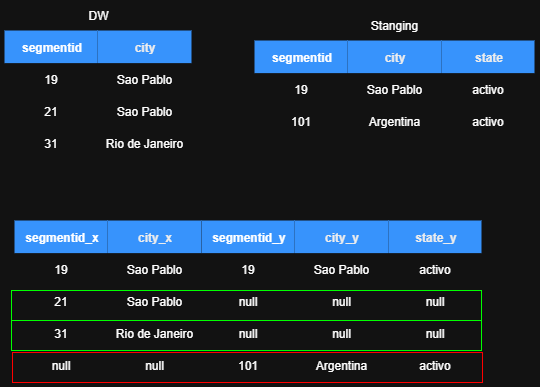 DW
segmentid city
19 Sao Pablo
21 Sao Pablo
31 Rio de Janeiro
Stanging
segmentid city state
19 Sao Pablo activo
101 Argentina activo
segmentid_x city_x segmentid_y city_y state_y
19 Sao Pablo 19 Sao Pablo activo
21 Sao Pablo null null null
31 Rio de Janeiro null null null
null null 101 Argentina activo